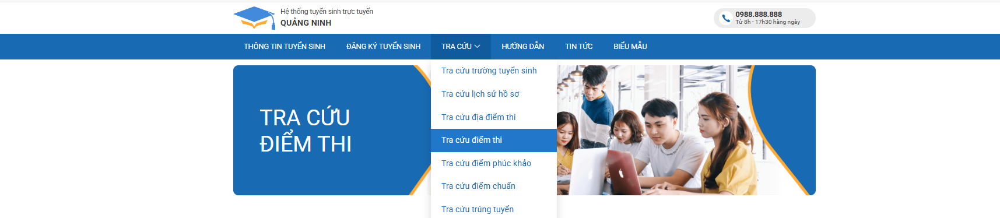 Hệ thống tuyển sinh trực tuyến
QUẢNG NINH
0988.888.888
Từ 8h - 17h30 hàng ngày
THÔNG TIN TUYỂN SINH
ĐĂNG KÝ TUYỂN SINH
TRA CỨU
HƯỚNG DẪN
TIN TỨC
BIỂU MẪU
TRA CỨU
ĐIỂM THI
Tra cứu trường tuyển sinh
Tra cứu lịch sử hồ sơ
Tra cứu địa điểm thi
Tra cứu điểm thi
Tra cứu điểm phúc khảo
Tra cứu điểm chuẩn
Tra cứu trúng tuyển